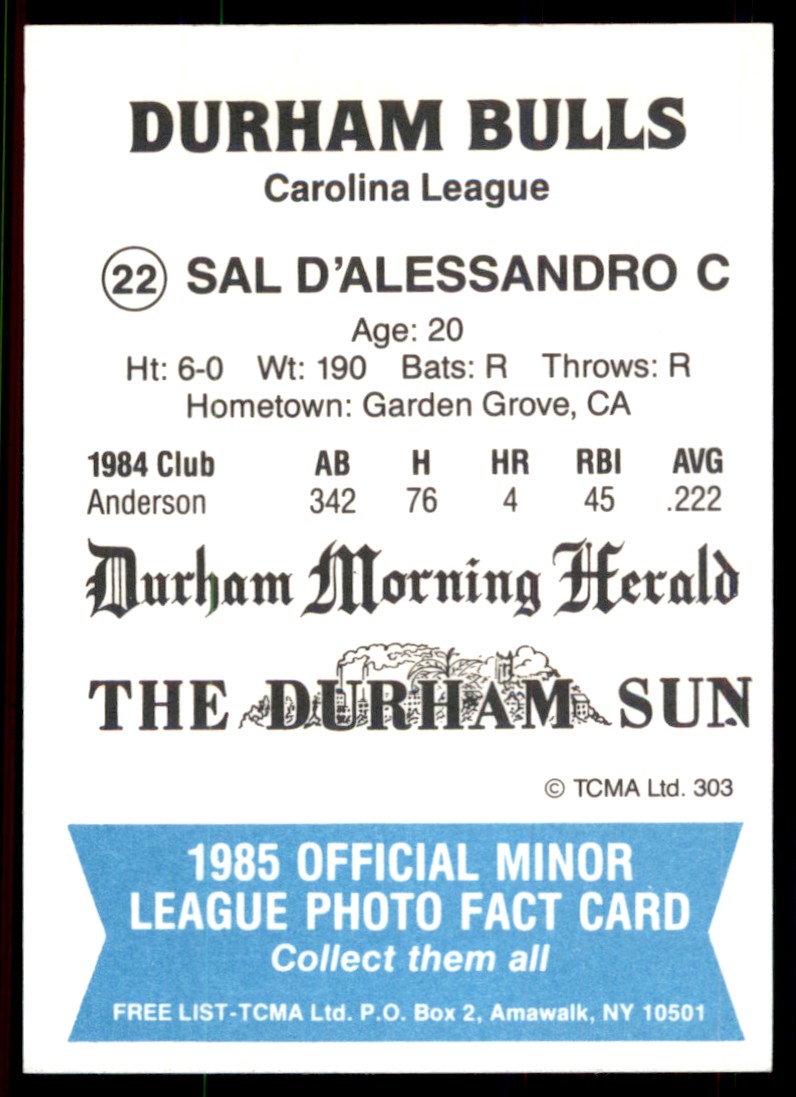 DURHAM BULLS
Carolina League
22 SAL D'ALESSANDRO C
Age: 20
Ht: 6-0 Wt: 190 Bats: R Throws: R
Hometown: Garden Grove, CA
1984 Club AB H HR RBI AVG
Anderson 342 76 4 45 .222
Durham Morning Herald
THE DURHAM SUN
© TCMA Ltd. 303
1985 OFFICIAL MINOR
LEAGUE PHOTO FACT CARD
Collect them all
FREE LIST-TCMA Ltd. P.O. Box 2, Amawalk, NY 10501